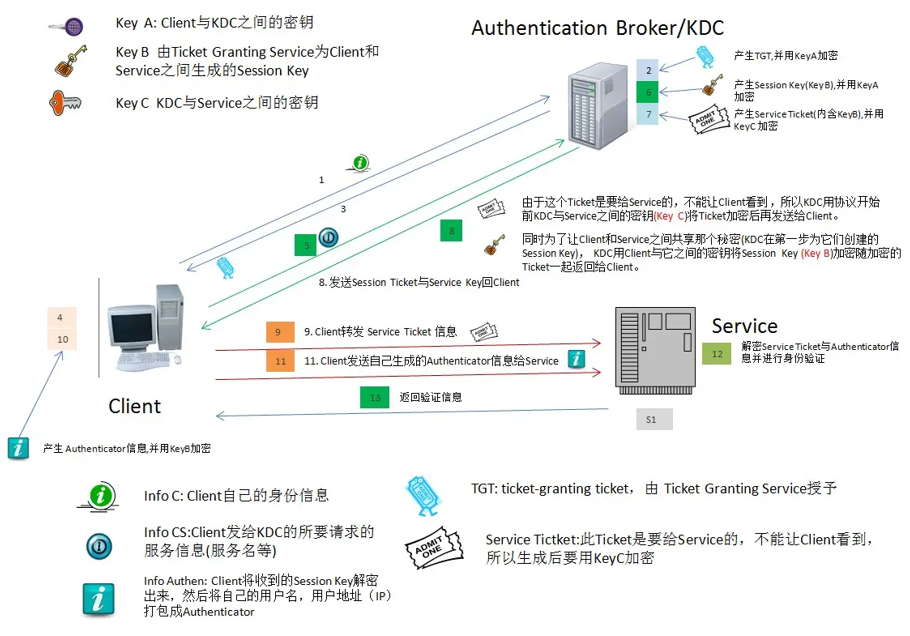 Key A: Client与KDC之间的密钥
Key B 由Ticket Granting Service为Client和
Service之间生成的Session Key
Key C KDC与Service之间的密钥
Authentication Broker/KDC
2
产生TGT,并用KeyA加密
6
产生Session Key(Key B),并用KeyA
加密
7
产生Service Ticket(内含KeyB),并用
KeyC 加密
ADMIT
ONE
1
3
5
8
由于这个Ticket是要给Service的，不能让Client看到，所以KDC用协议开始
前KDC与Service之间的密钥(Key C)将Ticket加密后再发送给Client。
同时为了让Client和Service之间共享那个秘密(KDC在第一步为它们创建的
Session Key)， KDC用Client与它之间的密钥将Session Key (Key B)加密随加密的
Ticket一起返回给Client。
8.发送Session Ticket与Service Key回Client
4
10
9
9. Client转发 Service Ticket 信息
11
11. Client发送自己生成的Authenticator信息给Service
13
返回验证信息
Service
12
解密Service Ticket与Authenticator信
息并进行身份验证
S1
Client
产生 Authenticator信息,并用KeyB加密
Info C: Client自己的身份信息
Info CS:Client发给KDC的所要请求的
服务信息(服务名等)
Info Authen: Client将收到的Session Key解密
出来，然后将自己的用户名，用户地址（IP）
打包成Authenticator
TGT: ticket-granting ticket，由 Ticket Granting Service授予
ADMIT
ONE
Service Tictket:此Ticket是要给Service的，不能让Client看到，
所以生成后要用KeyC加密